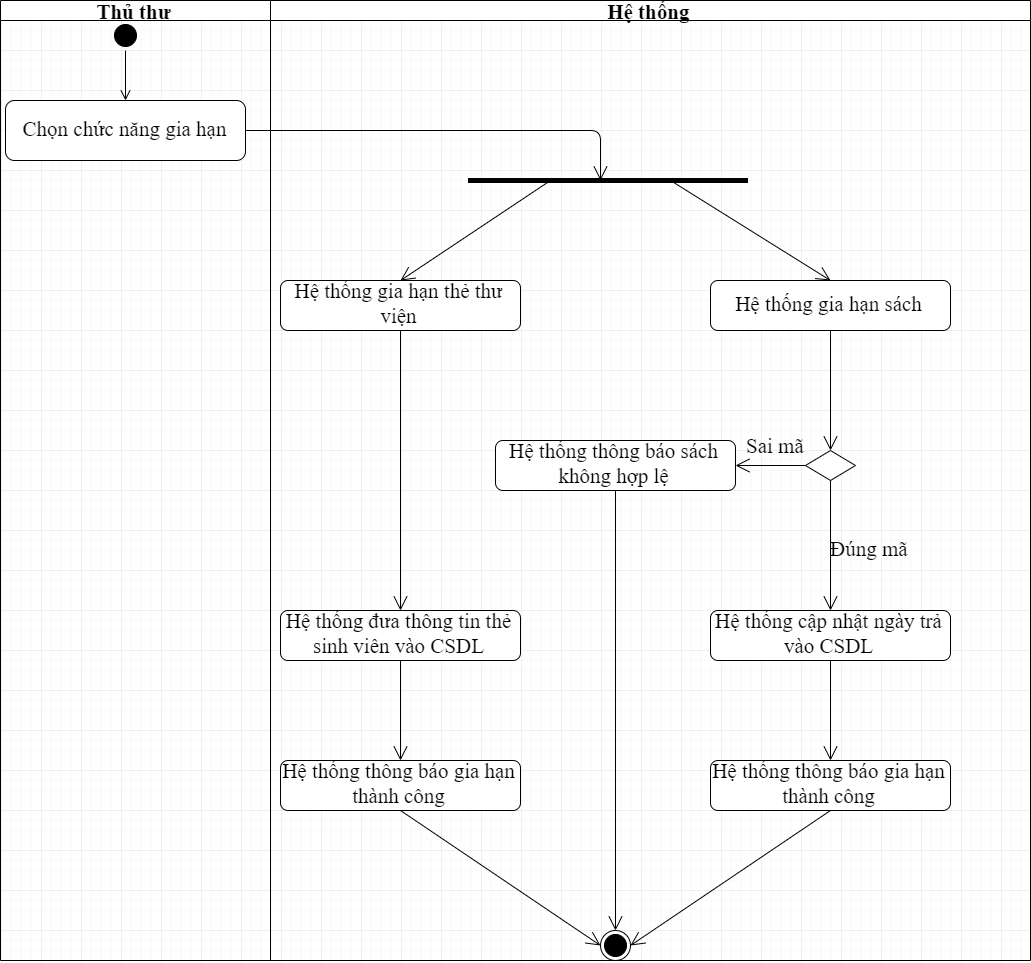 Thủ thư
Hệ thống
Chọn chức năng gia hạn
Hệ thống gia hạn thẻ thư
viện
Hệ thống gia hạn sách
Hệ thống thông báo sách
không hợp lệ
Sai mã
Đúng mã
Hệ thống đưa thông tin thẻ
sinh viên vào CSDL
Hệ thống cập nhật ngày trả
vào CSDL
Hệ thống thông báo gia hạn
thành công
Hệ thống thông báo gia hạn
thành công